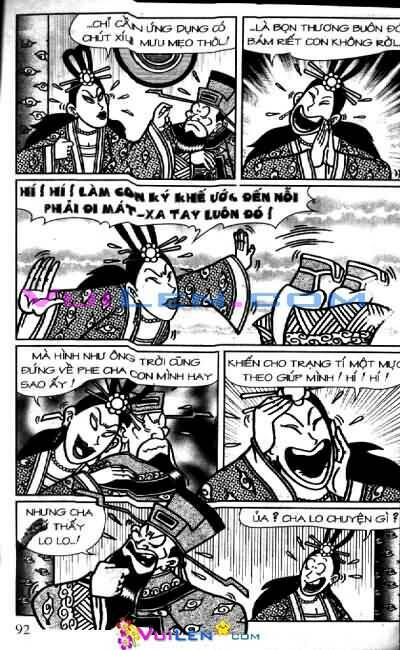 ...CHỈ CẦN ỨNG DỤNG CÓ
CHÚT XÍU MƯU MẸO THÔI!
...LÀ BỌN THƯƠNG BUÔN ĐÓ
BÁM RIẾT CON KHÔNG RỜI...
HÍ! HÍ! LÀM CON KÝ KHẾ ƯỚC ĐẾN NỖI
PHẢI ĐI MÁT-XA TAY LUÔN ĐÓ!
VUILEN.COM
MÀ HÌNH NHƯ ÔNG TRỜI CŨNG
ĐỨNG VỀ PHE CHA CON MÌNH HAY
SAO ẤY!
KHIẾN CHO TRẠNG TÍ MỘT MỰC
THEO GIÚP MÌNH! HÍ! HÍ!
NHƯNG CHA
THẤY
LO LO...!
ỦA? CHA LO CHUYỆN GÌ?
92
VUILEN.COM